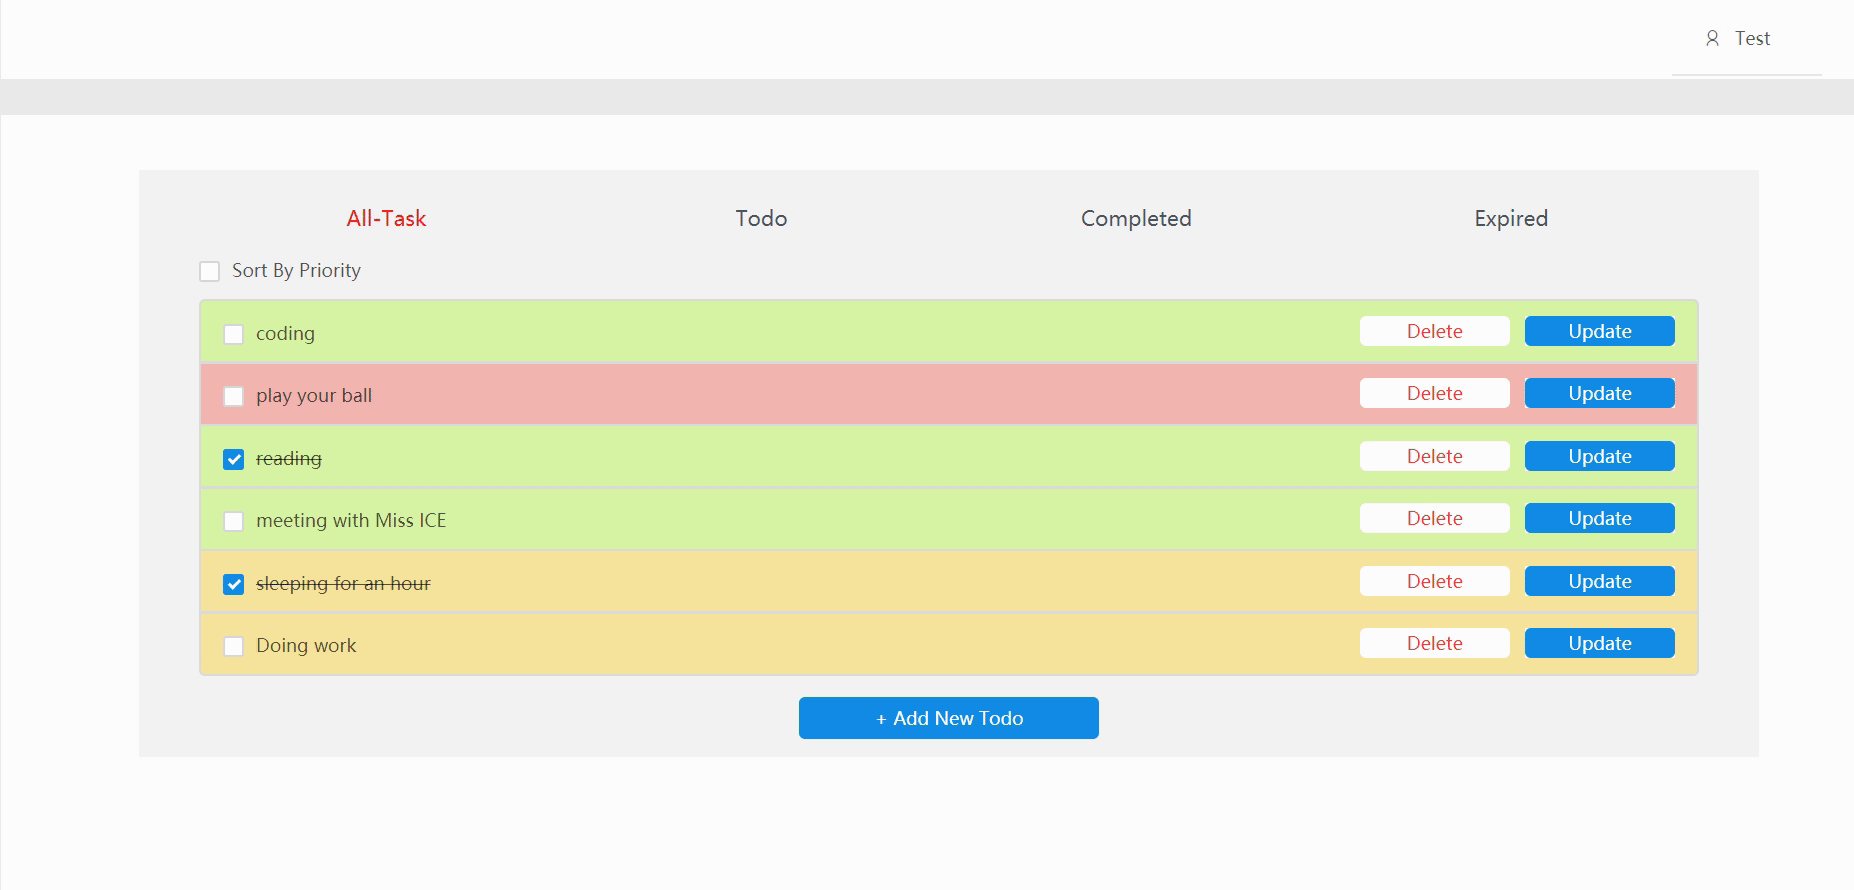 Test
All-Task Todo Completed Expired
Sort By Priority
coding Delete Update
play your ball Delete Update
reading Delete Update
meeting with Miss ICE Delete Update
sleeping for an hour Delete Update
Doing work Delete Update
+ Add New Todo